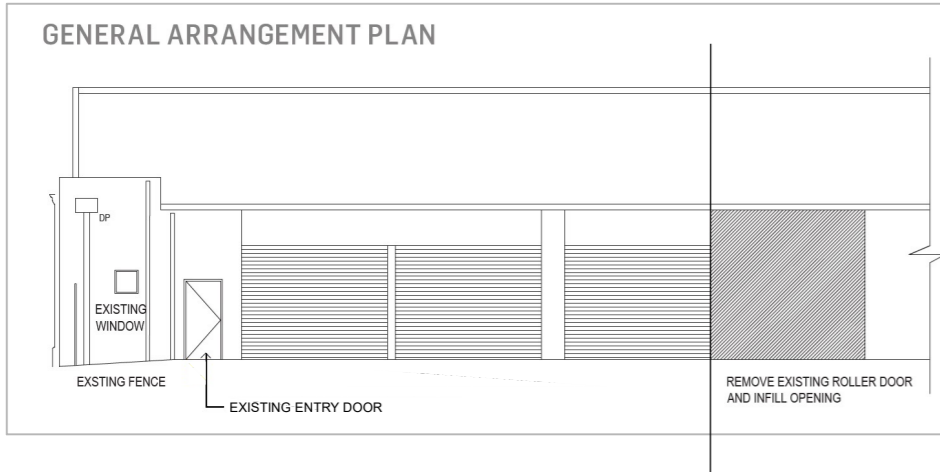 GENERAL ARRANGEMENT PLAN
DP
EXISTING
WINDOW
EXSTING FENCE
EXISTING ENTRY DOOR
REMOVE EXISTING ROLLER DOOR
AND INFILL OPENING